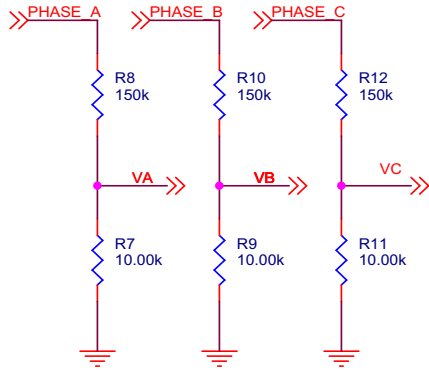 PHASE_A PHASE_B PHASE_C
R8 R10 R12
150k 150k 150k
VA VB VC
R7 R9 R11
10.00k 10.00k 10.00k